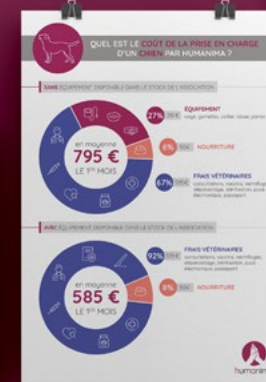 QUEL EST LE COÛT DE LA PRISE EN CHARGE
D'UN CHIEN PAR HUMANIMA ?
SANS ÉQUIPEMENT DISPONIBLE DANS LE STOCK DE L'ASSOCIATION
27%
ÉQUIPEMENT
en moyenne
795 €
LE 1ER MOIS
6%
NOURRITURE
67%
FRAIS VÉTÉRINAIRES
AVEC ÉQUIPEMENT DISPONIBLE DANS LE STOCK DE L'ASSOCIATION
92%
FRAIS VÉTÉRINAIRES
en moyenne
585 €
LE 1ER MOIS
8%
NOURRITURE
humanima